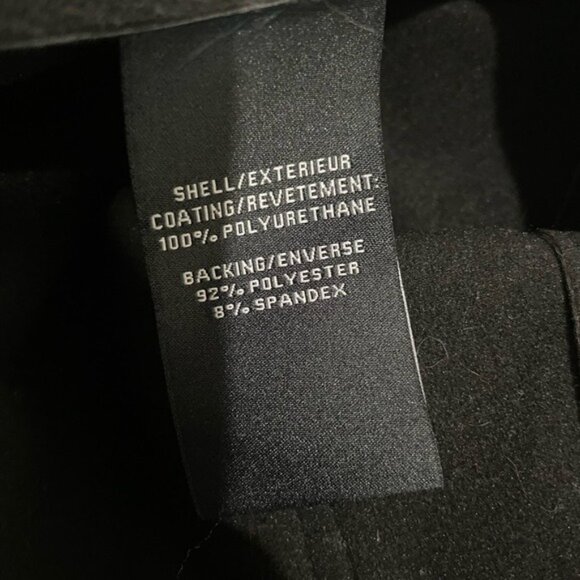 SHELL/EXTERIEUR
COATING/REVETEMENT:
100% POLYURETHANE
BACKING/ENVERSE
92% POLYESTER
8% SPANDEX